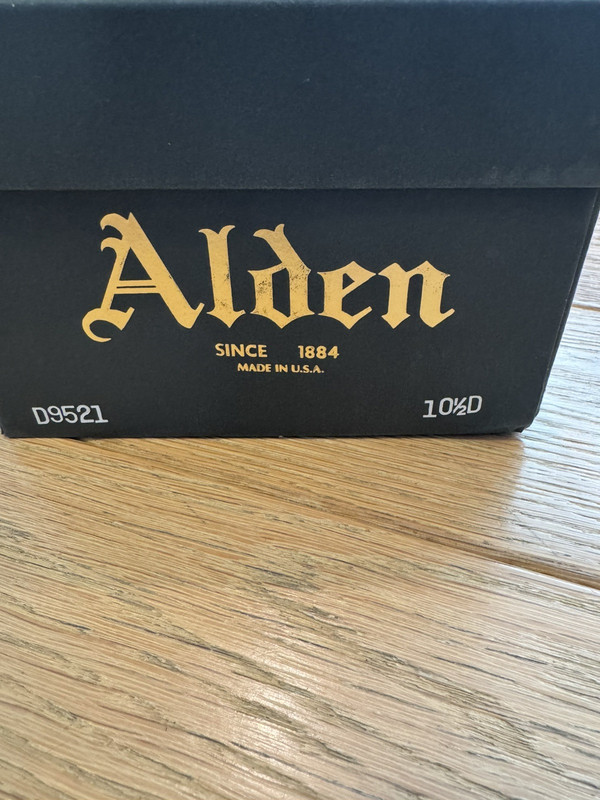 Alden
SINCE 1884
MADE IN U.S.A.
D9521 10½D